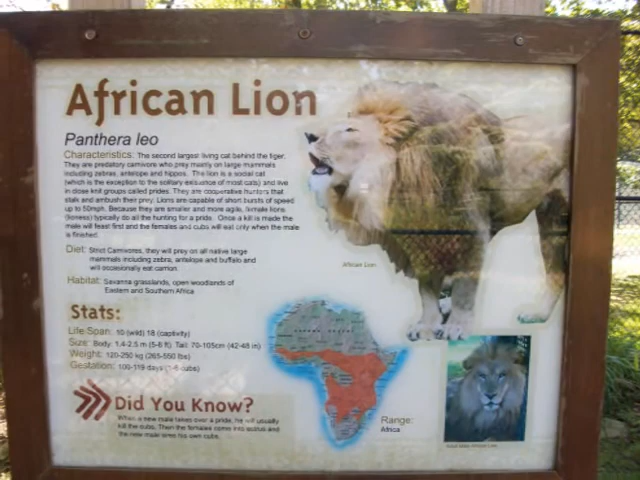 African Lion
Panthera leo
Characteristics: The second largest living cat behind the tiger.
They are predatory carnivore who prey mainly on large mammals
including zebras, antelope and hippos. The lion is a social cat
(which is the exception to the solitary existence of most cats) and live
in close knit groups called prides. They are cooperative hunters that
stalk and ambush their prey. Lions are capable of short bursts of speed
up to 50mph. Because they are smaller and more agile, female lions
(lioness) typically do all the hunting for a pride. Once a kill is made the
male will feast first and the females and cubs will eat only when the male
is finished.
Diet: Strict Carnivores, they will prey on all native large
mammals including zebra, antelope and buffalo and
will occasionally eat carrion.
Habitat: Savanna grasslands, open woodlands of
Eastern and Southern Africa
African Lion
Stats:
Life Span: 10 (wild) 18 (captivity)
Size: Body: 1.4-2.5 m (5-8 ft) Tail: 70-105cm (42-48 in)
Weight: 120-250 kg (265-550 lbs)
Gestation: 100-119 days (1-6 cubs)
Did You Know?
When a new male takes over a pride, he will usually
kill the cubs. Then the females come into estrus and
the new male sires his own cubs.
Range:
Africa
African Lion